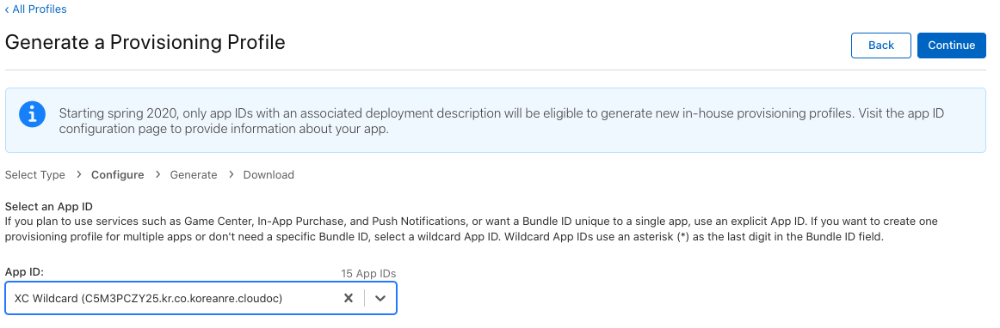 ‹ All Profiles
Generate a Provisioning Profile
Back
Continue
Starting spring 2020, only app IDs with an associated deployment description will be eligible to generate new in-house provisioning profiles. Visit the app ID
configuration page to provide information about your app.
Select Type > Configure > Generate > Download
Select an App ID
If you plan to use services such as Game Center, In-App Purchase, and Push Notifications, or want a Bundle ID unique to a single app, use an explicit App ID. If you want to create one
provisioning profile for multiple apps or don't need a specific Bundle ID, select a wildcard App ID. Wildcard App IDs use an asterisk (*) as the last digit in the Bundle ID field.
App ID:
15 App IDs
XC Wildcard (C5M3PCZY25.kr.co.koreanre.cloudoc)